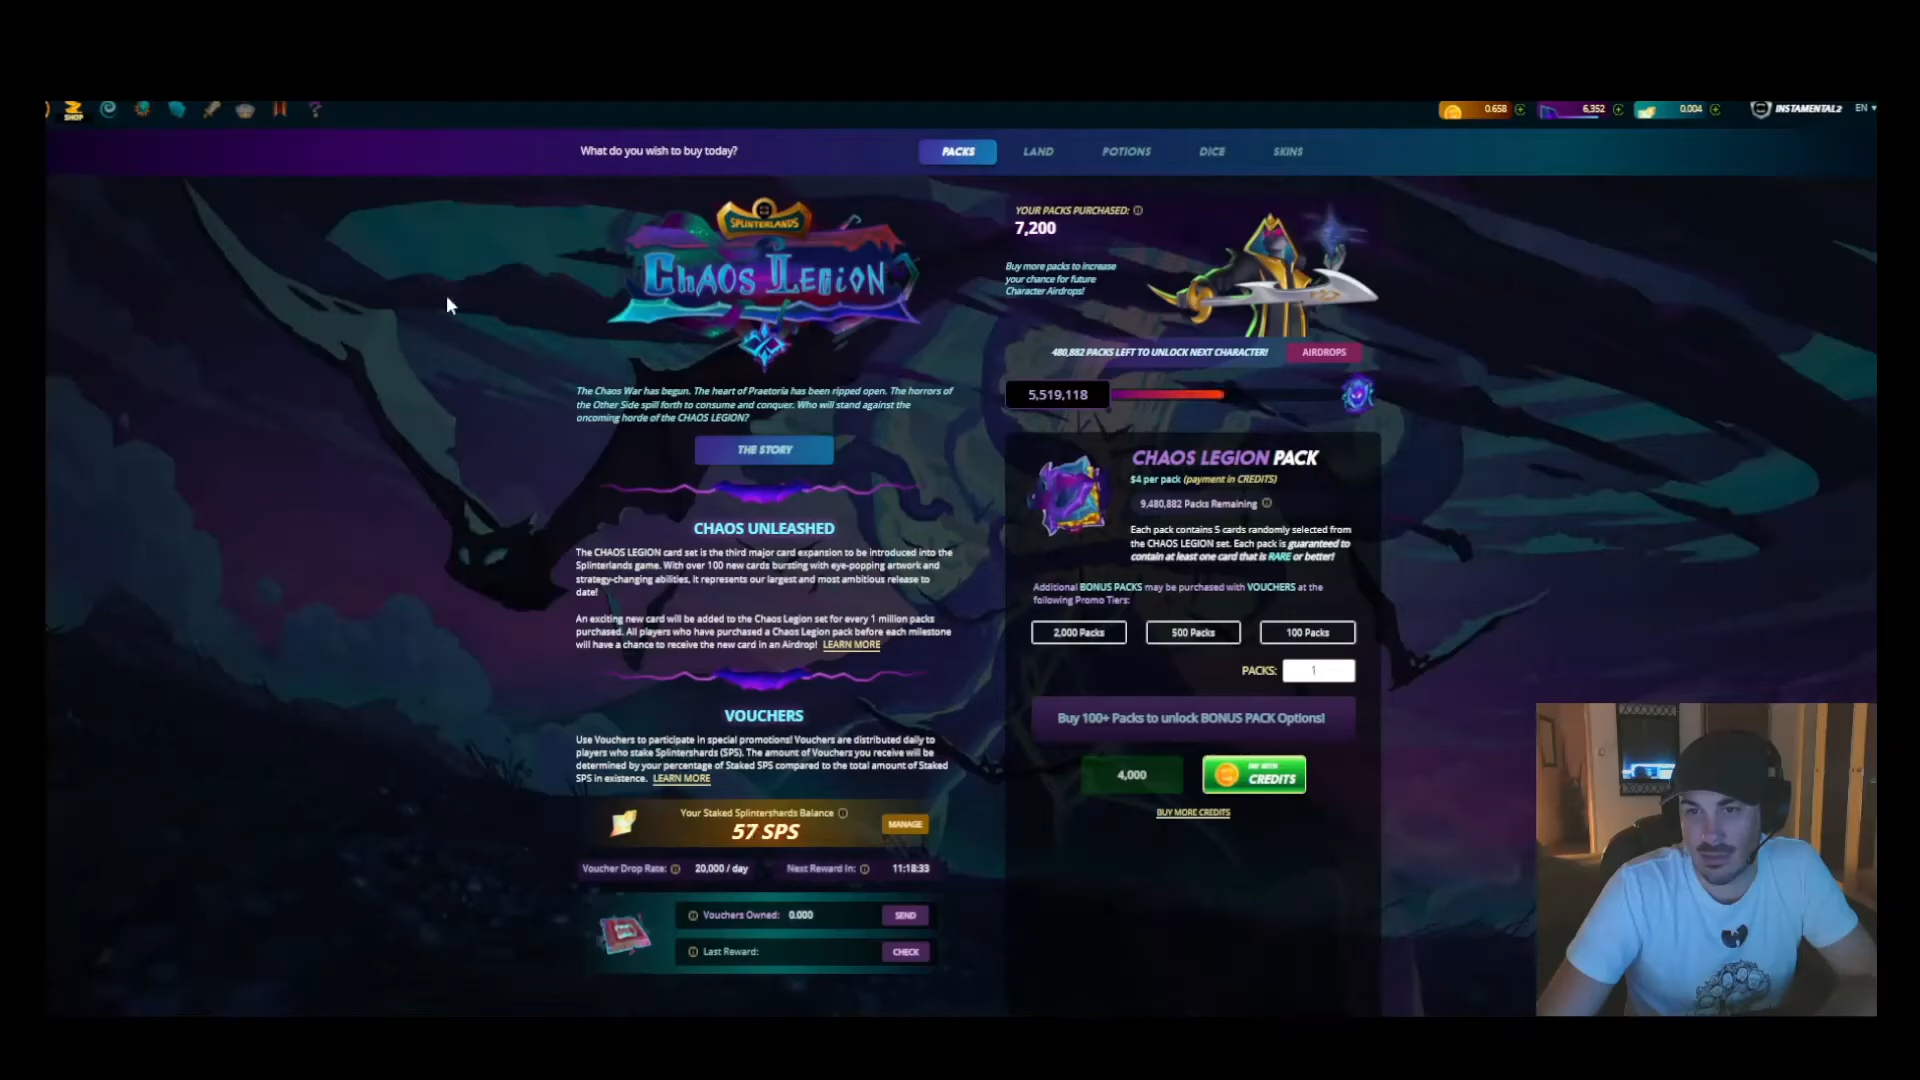 SHOP
0.658
6,352
0.004
INSTAMENTAL2
EN
What do you wish to buy today?
PACKS
LAND
POTIONS
DICE
SKINS
SPLINTERLANDS
CHAOS LEGION
The Chaos War has begun. The heart of Praetoria has been ripped open. The horrors of
the Other Side spill forth to consume and conquer. Who will stand against the
oncoming horde of the CHAOS LEGION?
THE STORY
CHAOS UNLEASHED
The CHAOS LEGION card set is the third major card expansion to be introduced into the
Splinterlands game. With over 100 new cards bursting with eye-popping artwork and
strategy-changing abilities, it represents our largest and most ambitious release to
date!
An exciting new card will be added to the Chaos Legion set for every 1 million packs
purchased. All players who have purchased a Chaos Legion pack before each milestone
will have a chance to receive the new card in an Airdrop! LEARN MORE
VOUCHERS
Use Vouchers to participate in special promotions! Vouchers are distributed daily to
players who stake Splintershards (SPS). The amount of Vouchers you receive will be
determined by your percentage of Staked SPS compared to the total amount of Staked
SPS in existence. LEARN MORE
Your Staked Splintershards Balance
57 SPS
MANAGE
Voucher Drop Rate: 20,000 / day
Next Reward In: 11:18:33
Vouchers Owned: 0.000
SEND
Last Reward:
CHECK
YOUR PACKS PURCHASED:
7,200
Buy more packs to increase
your chance for future
Character Airdrops!
480,882 PACKS LEFT TO UNLOCK NEXT CHARACTER!
AIRDROPS
5,519,118
CHAOS LEGION PACK
$4 per pack (payment in CREDITS)
9,480,882 Packs Remaining
Each pack contains 5 cards randomly selected from
the CHAOS LEGION set. Each pack is guaranteed to
contain at least one card that is RARE or better!
Additional BONUS PACKS may be purchased with VOUCHERS at the
following Promo Tiers:
2,000 Packs
500 Packs
100 Packs
PACKS: 1
Buy 100+ Packs to unlock BONUS PACK Options!
4,000
PAY WITH
CREDITS
BUY MORE CREDITS